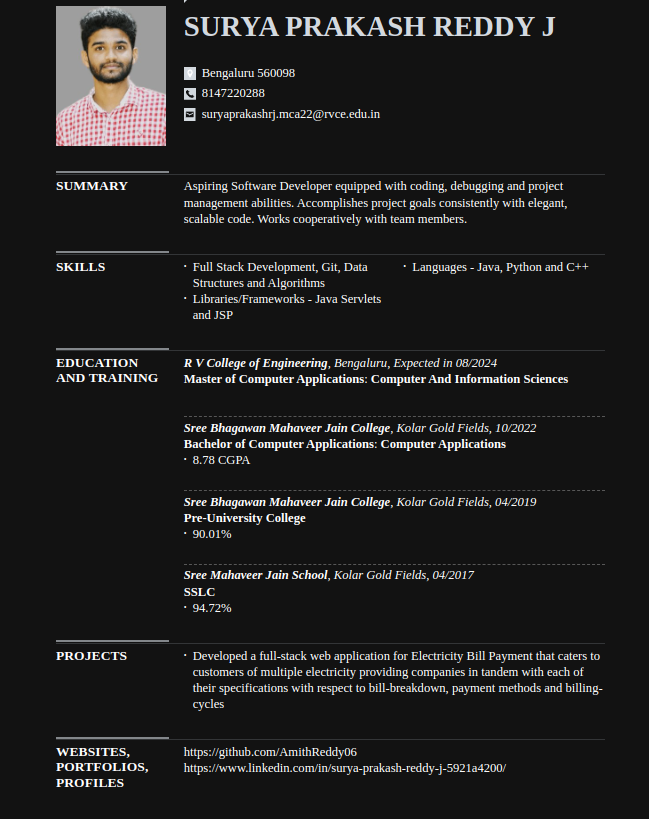 SURYA PRAKASH REDDY J
Bengaluru 560098
8147220288
suryaprakashrj.mca22@rvce.edu.in
SUMMARY
Aspiring Software Developer equipped with coding, debugging and project
management abilities. Accomplishes project goals consistently with elegant,
scalable code. Works cooperatively with team members.
SKILLS
· Full Stack Development, Git, Data
Structures and Algorithms
· Libraries/Frameworks - Java Servlets
and JSP
· Languages - Java, Python and C++
EDUCATION
AND TRAINING
R V College of Engineering, Bengaluru, Expected in 08/2024
Master of Computer Applications: Computer And Information Sciences
Sree Bhagawan Mahaveer Jain College, Kolar Gold Fields, 10/2022
Bachelor of Computer Applications: Computer Applications
· 8.78 CGPA
Sree Bhagawan Mahaveer Jain College, Kolar Gold Fields, 04/2019
Pre-University College
· 90.01%
Sree Mahaveer Jain School, Kolar Gold Fields, 04/2017
SSLC
· 94.72%
PROJECTS
· Developed a full-stack web application for Electricity Bill Payment that caters to
customers of multiple electricity providing companies in tandem with each of
their specifications with respect to bill-breakdown, payment methods and billing-
cycles
WEBSITES,
PORTFOLIOS,
PROFILES
https://github.com/AmithReddy06
https://www.linkedin.com/in/surya-prakash-reddy-j-5921a4200/